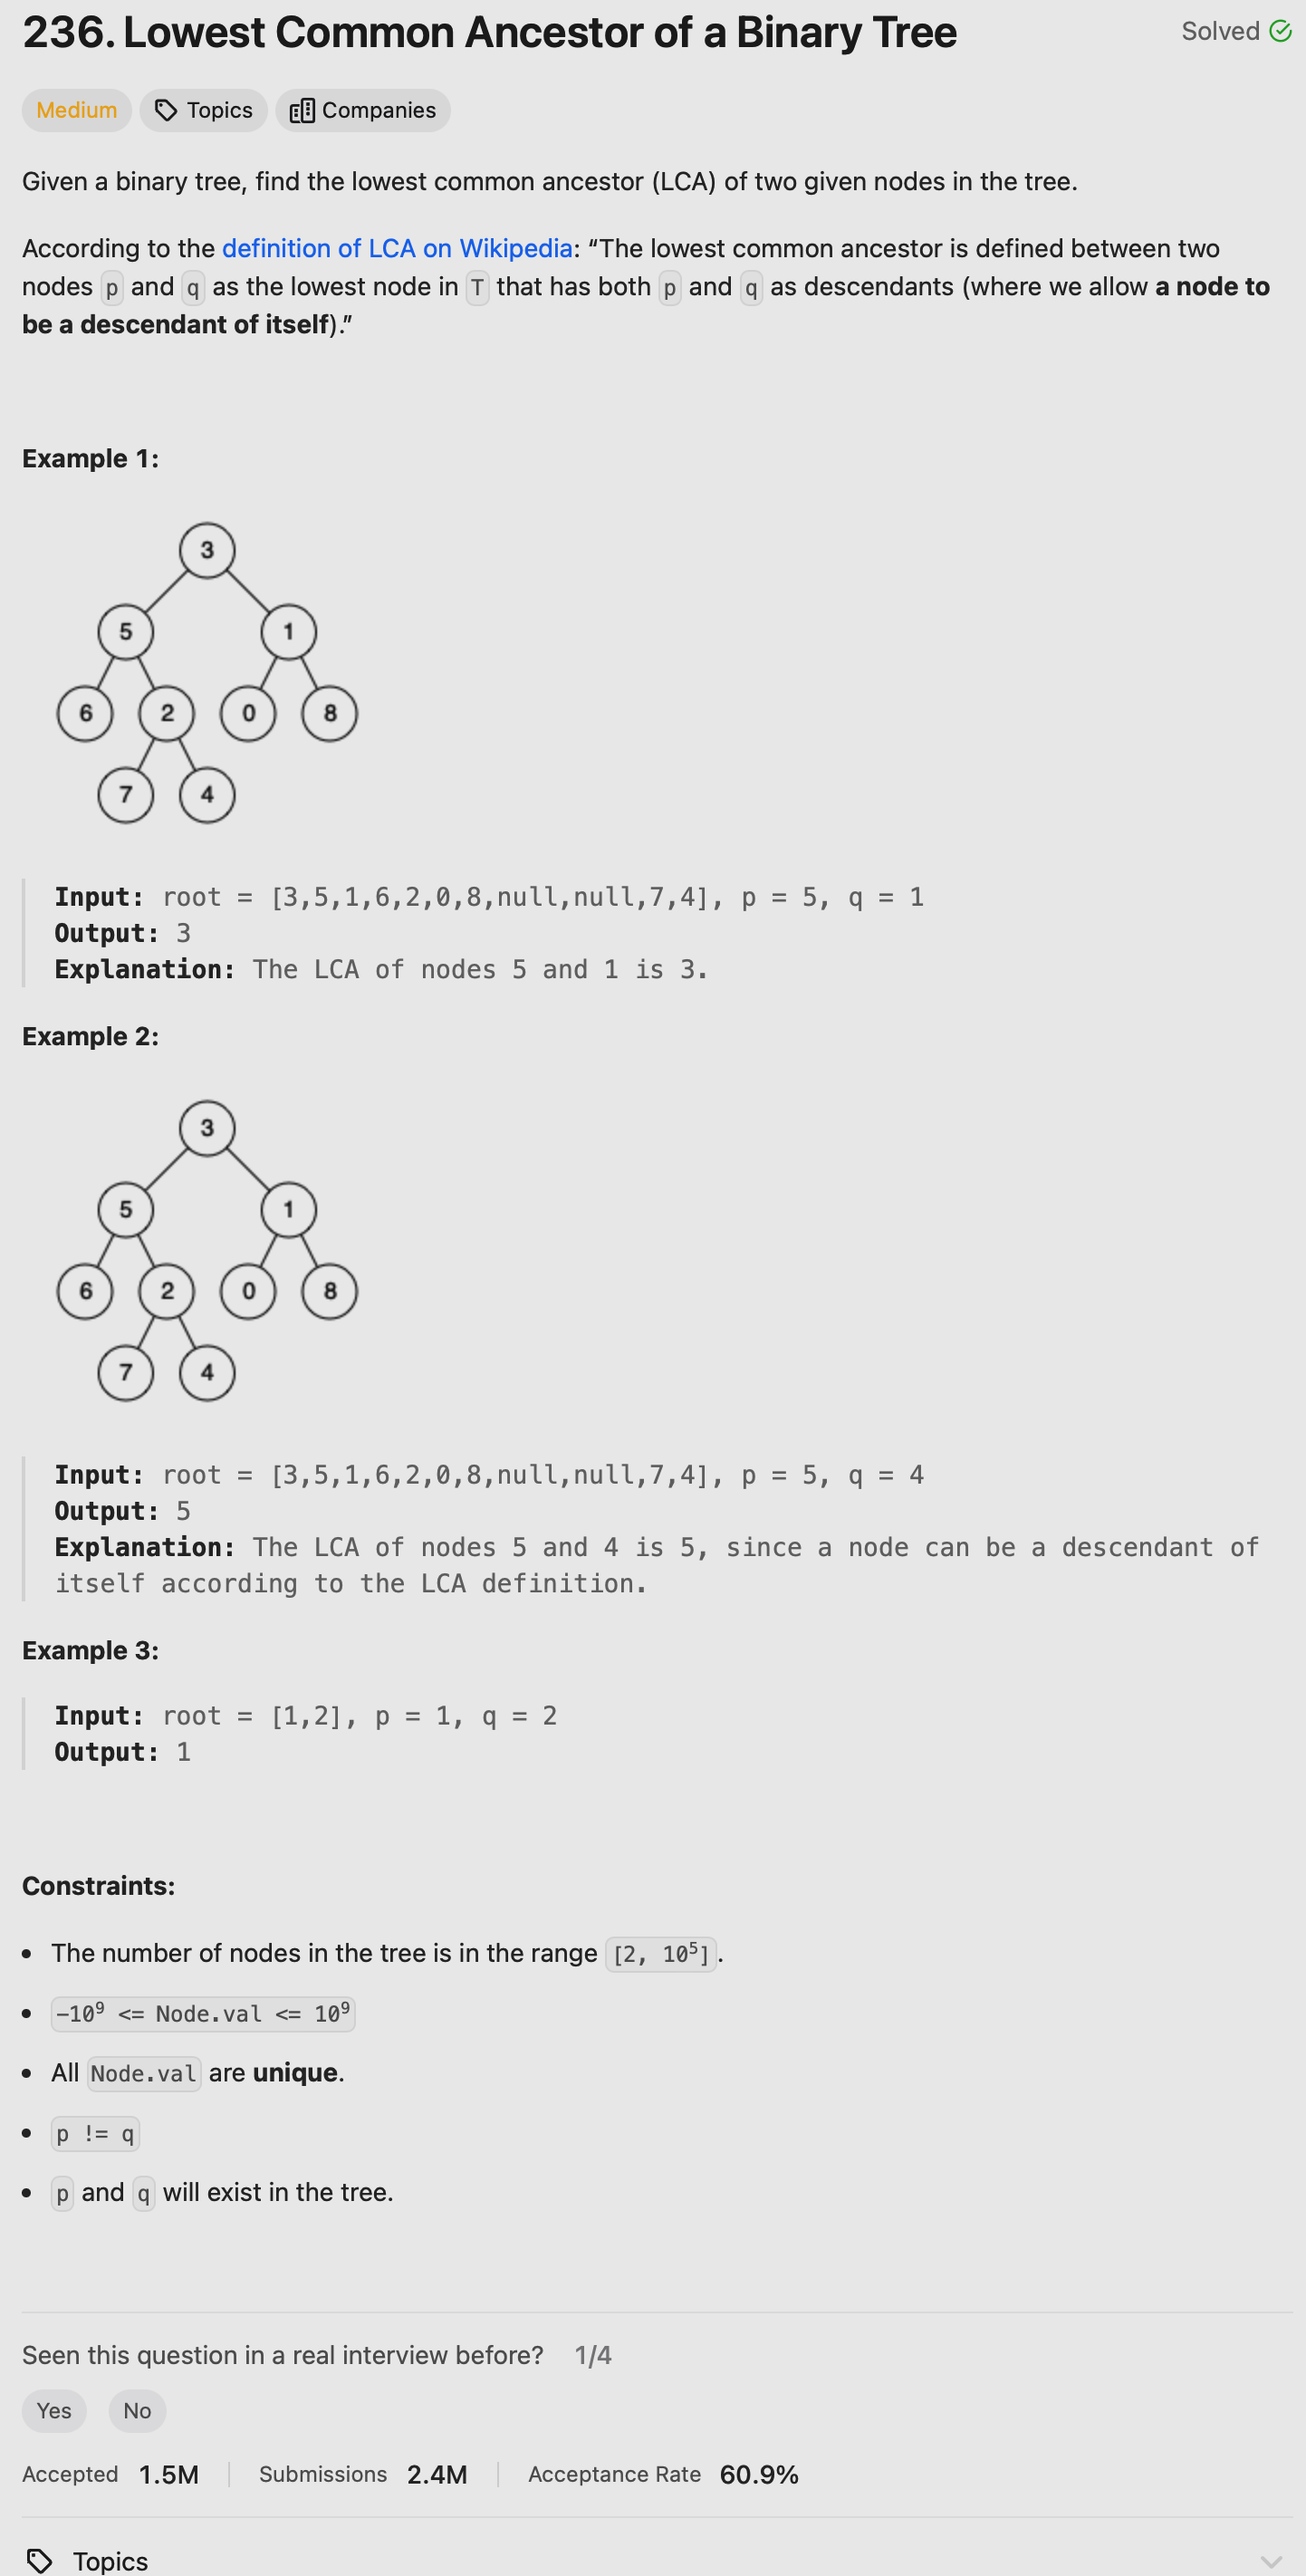 236. Lowest Common Ancestor of a Binary Tree
Solved
Medium
Topics
Companies
Given a binary tree, find the lowest common ancestor (LCA) of two given nodes in the tree.
According to the definition of LCA on Wikipedia: “The lowest common ancestor is defined between two
nodes p and q as the lowest node in T that has both p and q as descendants (where we allow a node to
be a descendant of itself).”
Example 1:
3
5 1
6 2 0 8
7 4
Input: root = [3,5,1,6,2,0,8,null,null,7,4], p = 5, q = 1
Output: 3
Explanation: The LCA of nodes 5 and 1 is 3.
Example 2:
3
5 1
6 2 0 8
7 4
Input: root = [3,5,1,6,2,0,8,null,null,7,4], p = 5, q = 4
Output: 5
Explanation: The LCA of nodes 5 and 4 is 5, since a node can be a descendant of
itself according to the LCA definition.
Example 3:
Input: root = [1,2], p = 1, q = 2
Output: 1
Constraints:
• The number of nodes in the tree is in the range [2, 10⁵].
• -10⁹ <= Node.val <= 10⁹
• All Node.val are unique.
• p != q
• p and q will exist in the tree.
Seen this question in a real interview before? 1/4
Yes No
Accepted 1.5M Submissions 2.4M Acceptance Rate 60.9%
Topics